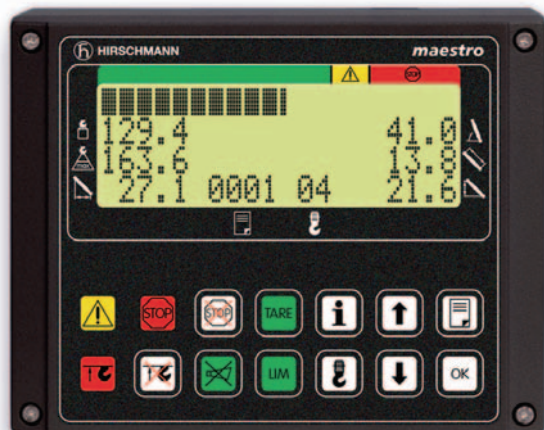 h HIRSCHMANN maestro
129.4 41.0
163.6 13.8
27.1 0001 04 21.6
STOP STOP TARE i
LIM OK